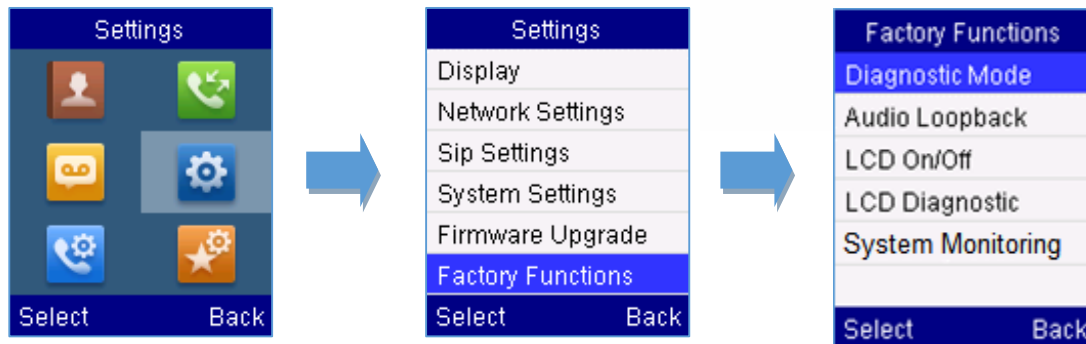 Settings
Select Back
Settings
Display
Network Settings
Sip Settings
System Settings
Firmware Upgrade
Factory Functions
Select Back
Factory Functions
Diagnostic Mode
Audio Loopback
LCD On/Off
LCD Diagnostic
System Monitoring
Select Back